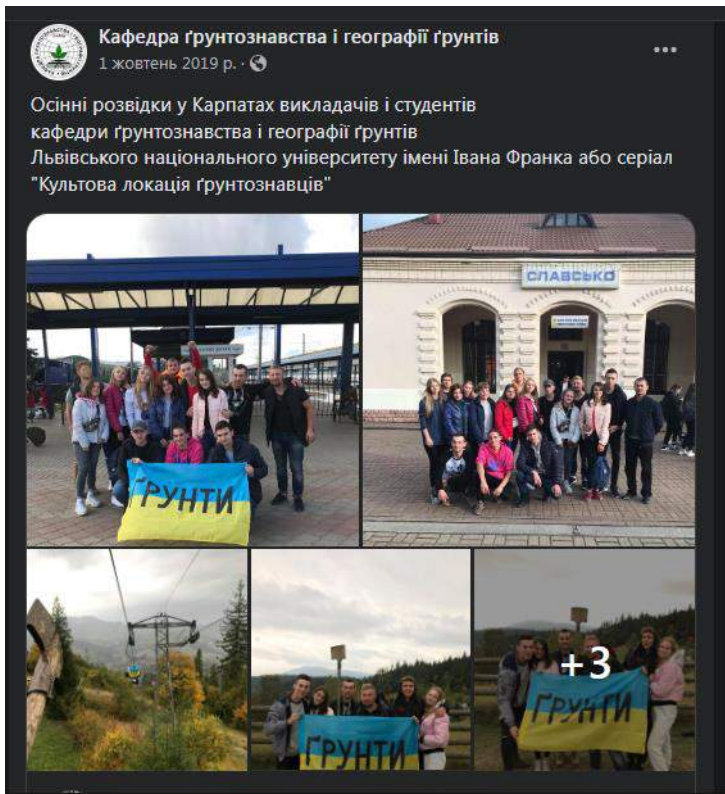 Кафедра ґрунтознавства і географії ґрунтів
1 жовтень 2019 р.
Осінні розвідки у Карпатах викладачів і студентів
кафедри ґрунтознавства і географії ґрунтів
Львівського національного університету імені Івана Франка або серіал
"Культова локація ґрунтознавців"
ҐРУНТИ
СЛАВСЬКО
ҐРУНТИ
+3
ҐРУНТИ